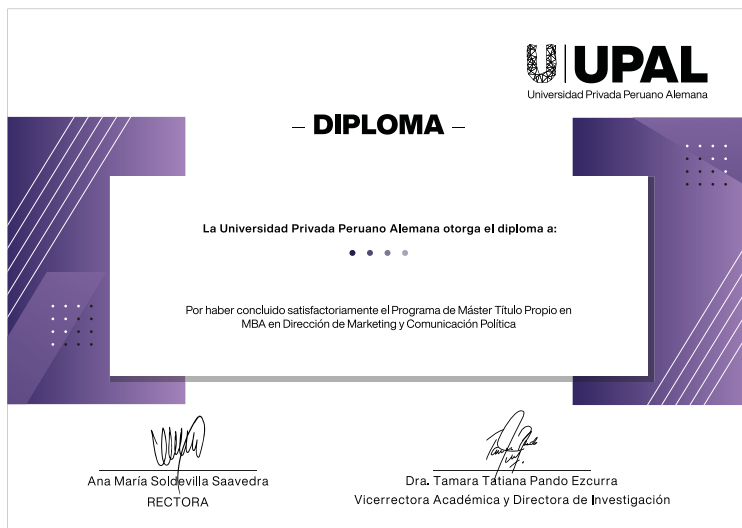 UPAL
Universidad Privada Peruano Alemana
– DIPLOMA –
La Universidad Privada Peruano Alemana otorga el diploma a:
Por haber concluido satisfactoriamente el Programa de Máster Título Propio en
MBA en Dirección de Marketing y Comunicación Política
Ana María Soldevilla Saavedra
RECTORA
Dra. Tamara Tatiana Pando Ezcurra
Vicerrectora Académica y Directora de Investigación